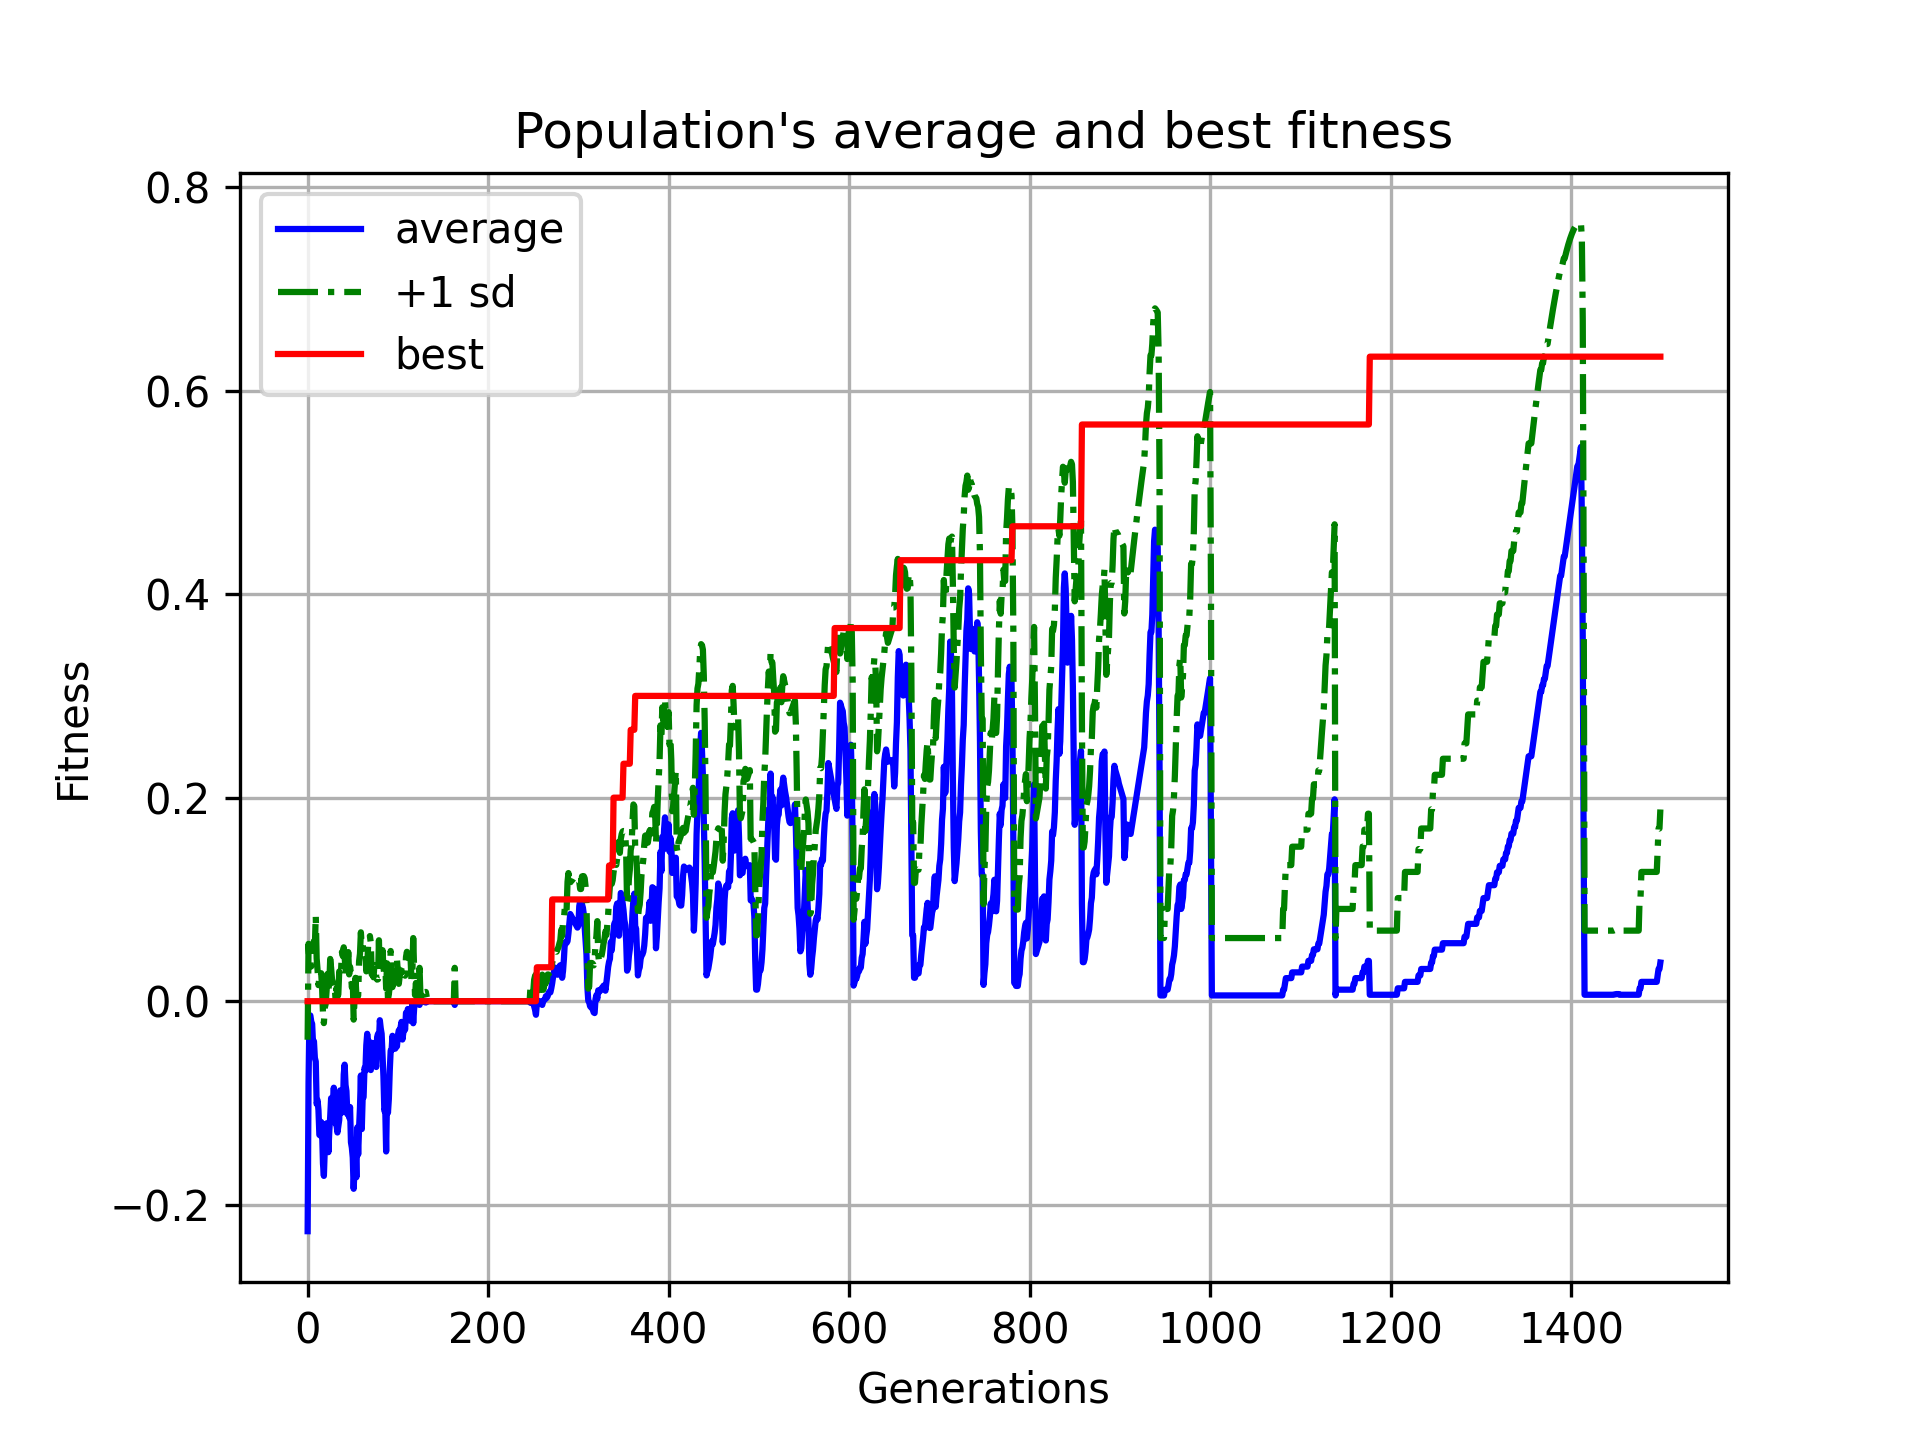 Population's average and best fitness
average
+1 sd
best
0.8
0.6
0.4
0.2
0.0
−0.2
Fitness
0 200 400 600 800 1000 1200 1400
Generations